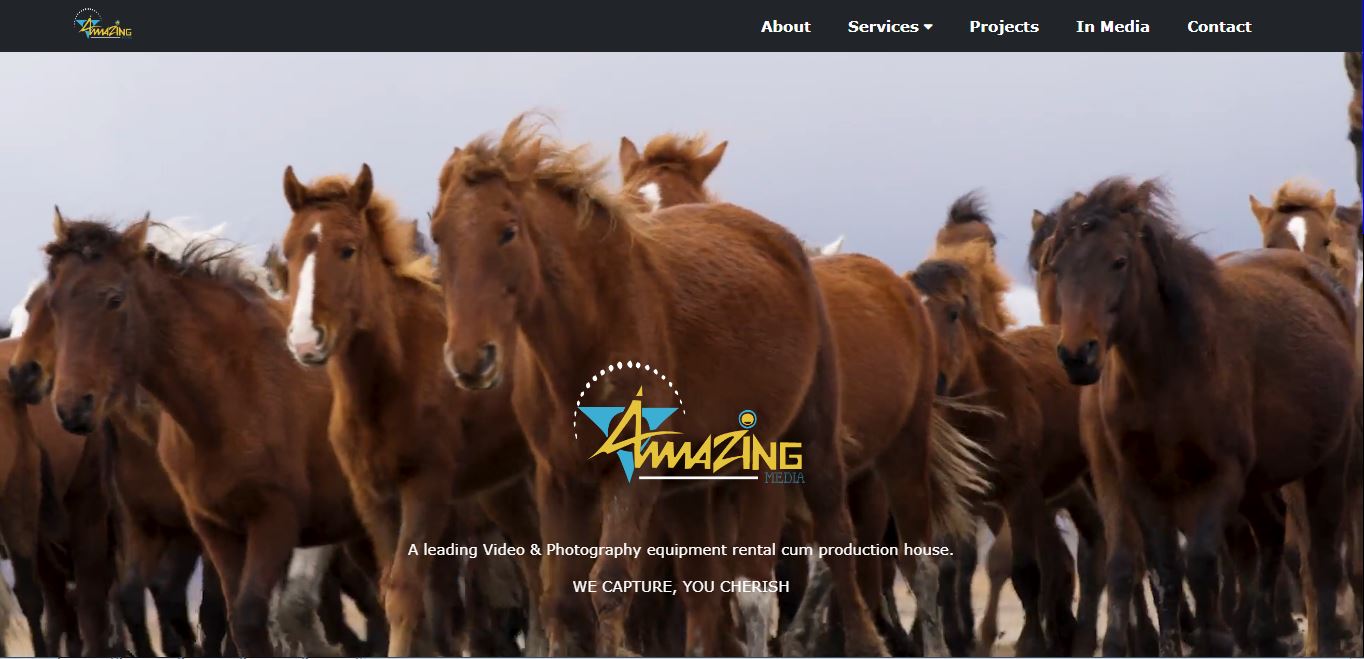 Amazing
About Services Projects In Media Contact
Amazing
MEDIA
A leading Video & Photography equipment rental cum production house.
WE CAPTURE, YOU CHERISH